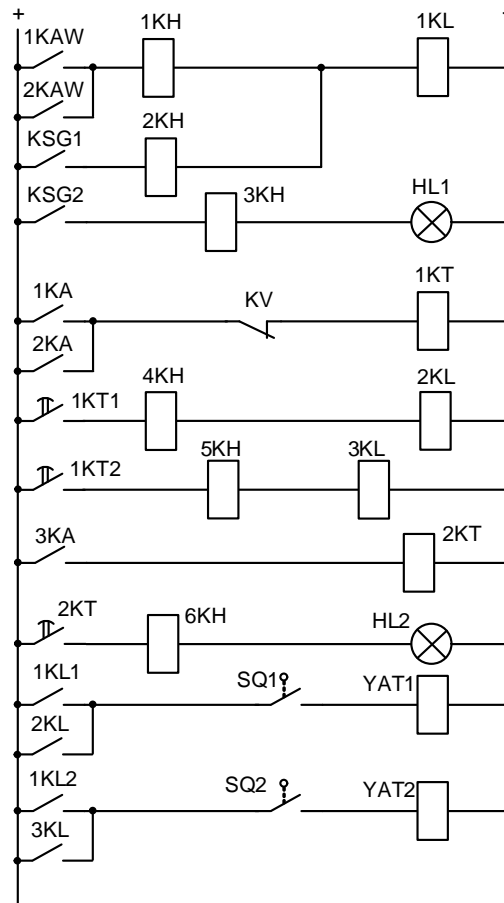 + -
1KAW 1KH 1KL
2KAW
KSG1 2KH
KSG2 3KH HL1
1KA KV 1KT
2KA
1KT1 4KH 2KL
1KT2 5KH 3KL
3KA 2KT
2KT 6KH HL2
1KL1 SQ1 YAT1
2KL
1KL2 SQ2 YAT2
3KL